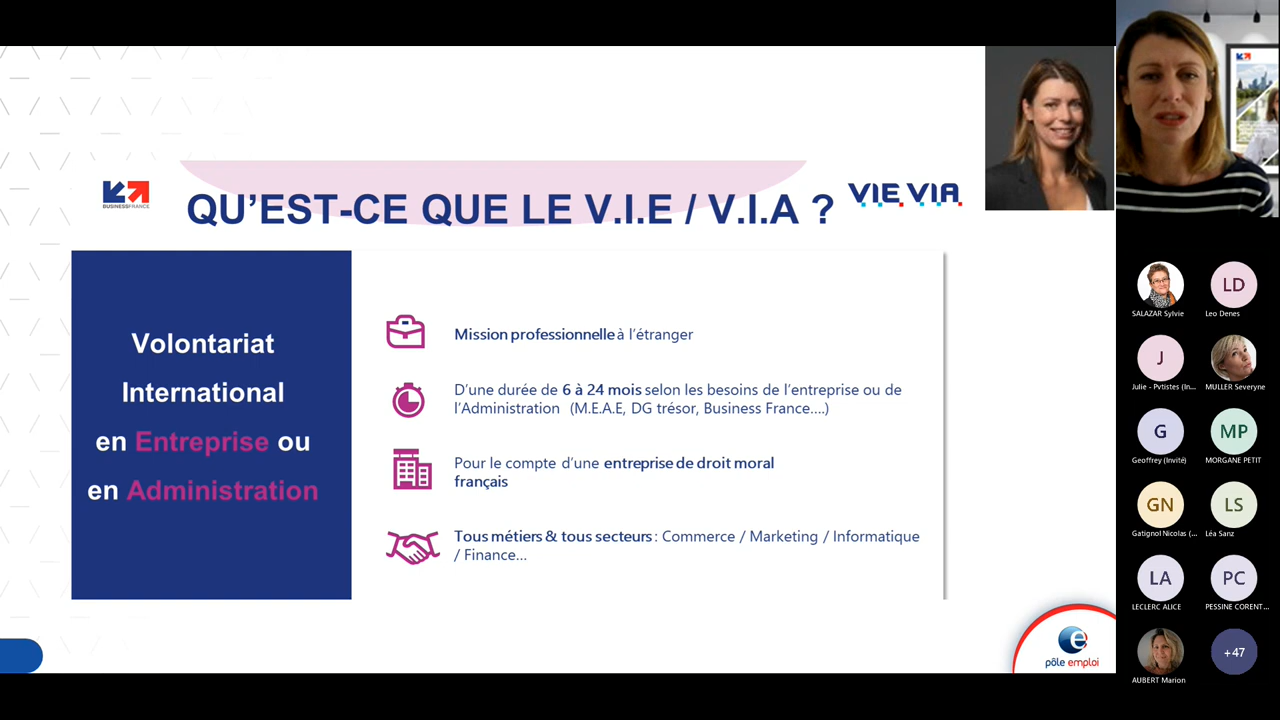 BUSINESSFRANCE
QU'EST-CE QUE LE V.I.E / V.I.A ?
VIE VIA
Volontariat
International
en Entreprise ou
en Administration
Mission professionnelle à l'étranger
D'une durée de 6 à 24 mois selon les besoins de l'entreprise ou de
l'Administration (M.E.A.E, DG trésor, Business France....)
Pour le compte d'une entreprise de droit moral
français
Tous métiers & tous secteurs : Commerce / Marketing / Informatique
/ Finance...
e
pôle emploi
SALAZAR Sylvie
LD
Leo Denes
J
Julie - Pvtistes (In...
MULLER Severyne
G
Geoffrey (Invité)
MP
MORGANE PETIT
GN
Gatignol Nicolas (...
LS
Léa Sanz
LA
LECLERC ALICE
PC
PESSINE CORENT...
AUBERT Marion
+47